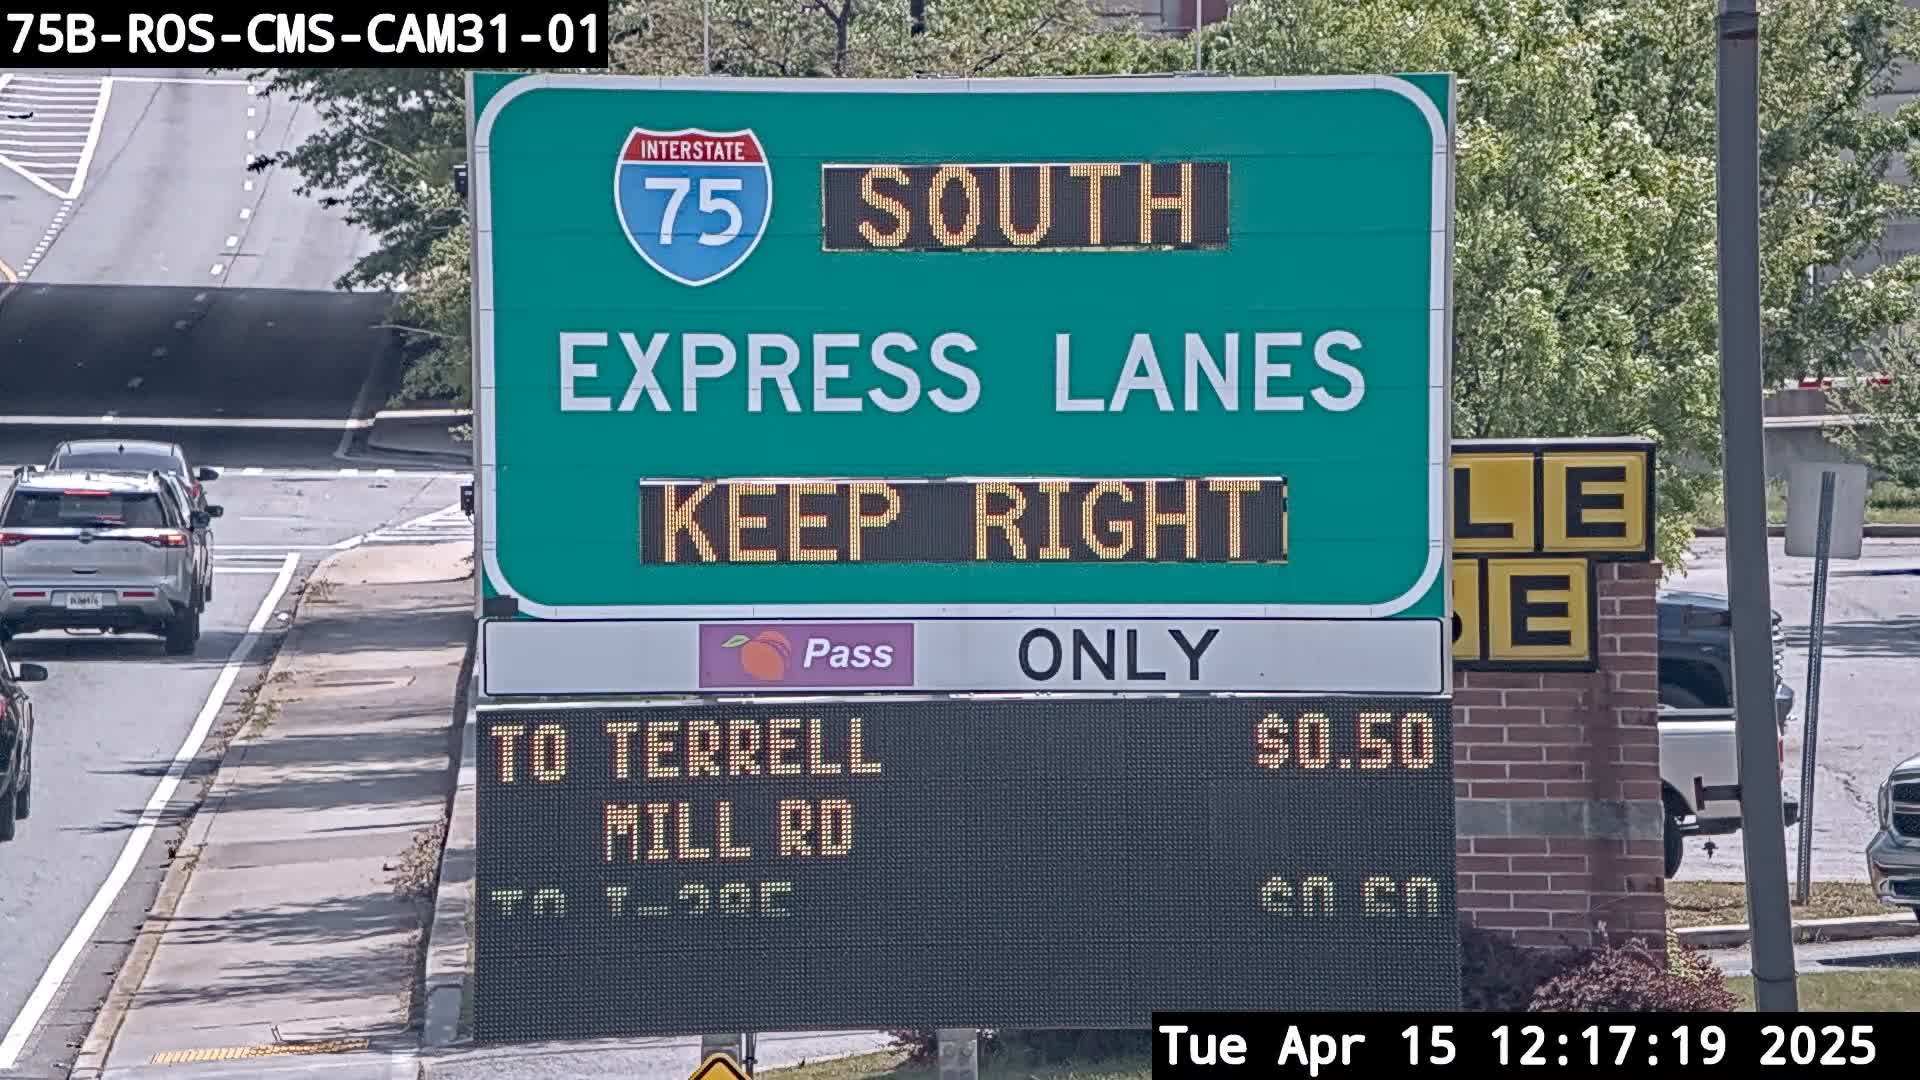 75B-ROS-CMS-CAM31-01
INTERSTATE
75
SOUTH
EXPRESS LANES
KEEP RIGHT
Pass ONLY
TO TERRELL $0.50
MILL RD
LE
E
Tue Apr 15 12:17:19 2025